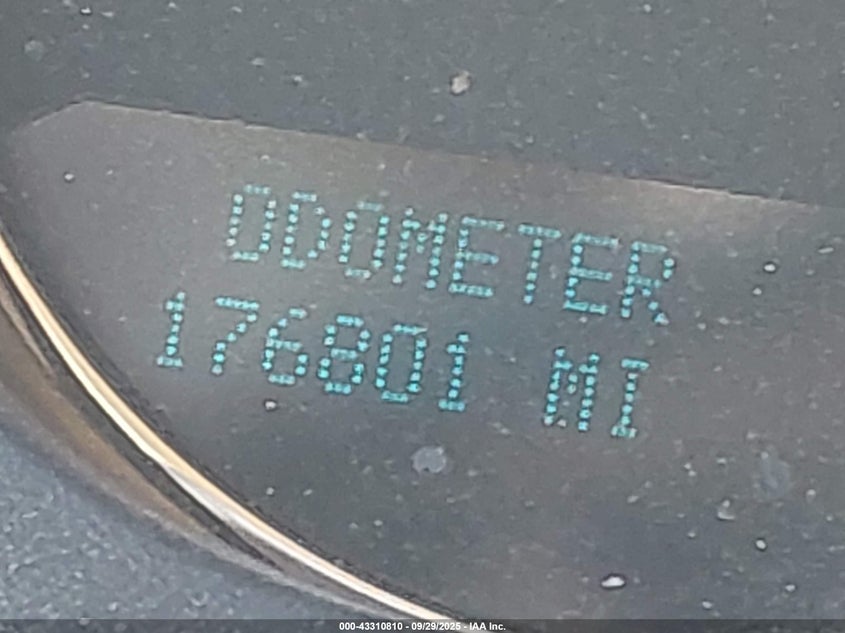 ODOMETER
176801 MI
000-43310810 - 09/29/2025 - IAA Inc.